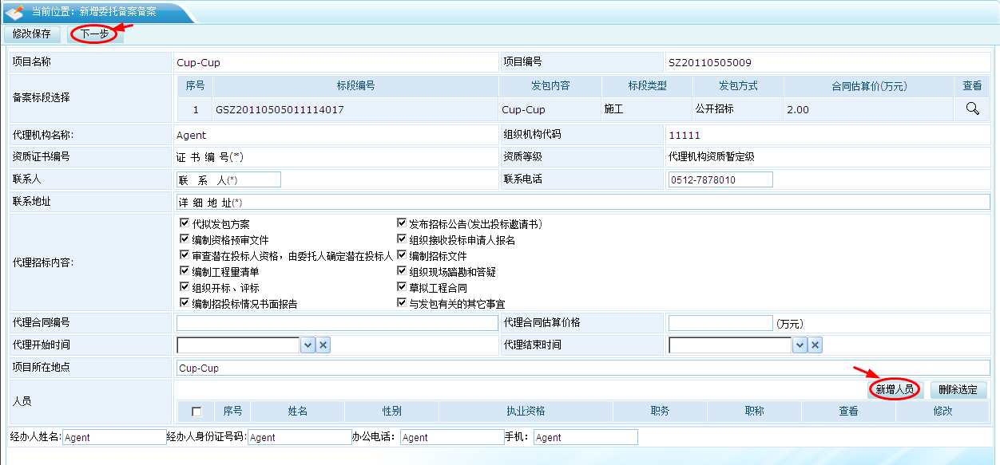 当前位置：新增委托备案备案
修改保存 下一步
项目名称 Cup-Cup 项目编号 SZ20110505009
备案标段选择
序号 标段编号 发包内容 标段类型 发包方式 合同估算价(万元) 查看
1 GSZ20110505011114017 Cup-Cup 施工 公开招标 2.00
代理机构名称: Agent 组织机构代码 11111
资质证书编号 证 书 编 号(*) 资质等级 代理机构资质暂定级
联系人 联 系 人(*) 联系电话 0512-7878010
联系地址 详 细 地 址(*)
代理招标内容:
代拟发包方案 发布招标公告(发出投标邀请书)
编制资格预审文件 组织接收投标申请人报名
审查潜在投标人资格，由委托人确定潜在投标人 编制招标文件
编制工程量清单 组织现场踏勘和答疑
组织开标、评标 草拟工程合同
编制招投标情况书面报告 与发包有关的其它事宜
代理合同编号 代理合同估算价格 (万元)
代理开始时间 代理结束时间
项目所在地点 Cup-Cup
人员
新增人员 删除选定
序号 姓名 性别 执业资格 职务 职称 查看 修改
经办人姓名: Agent 经办人身份证号码: Agent 办公电话： Agent 手机： Agent